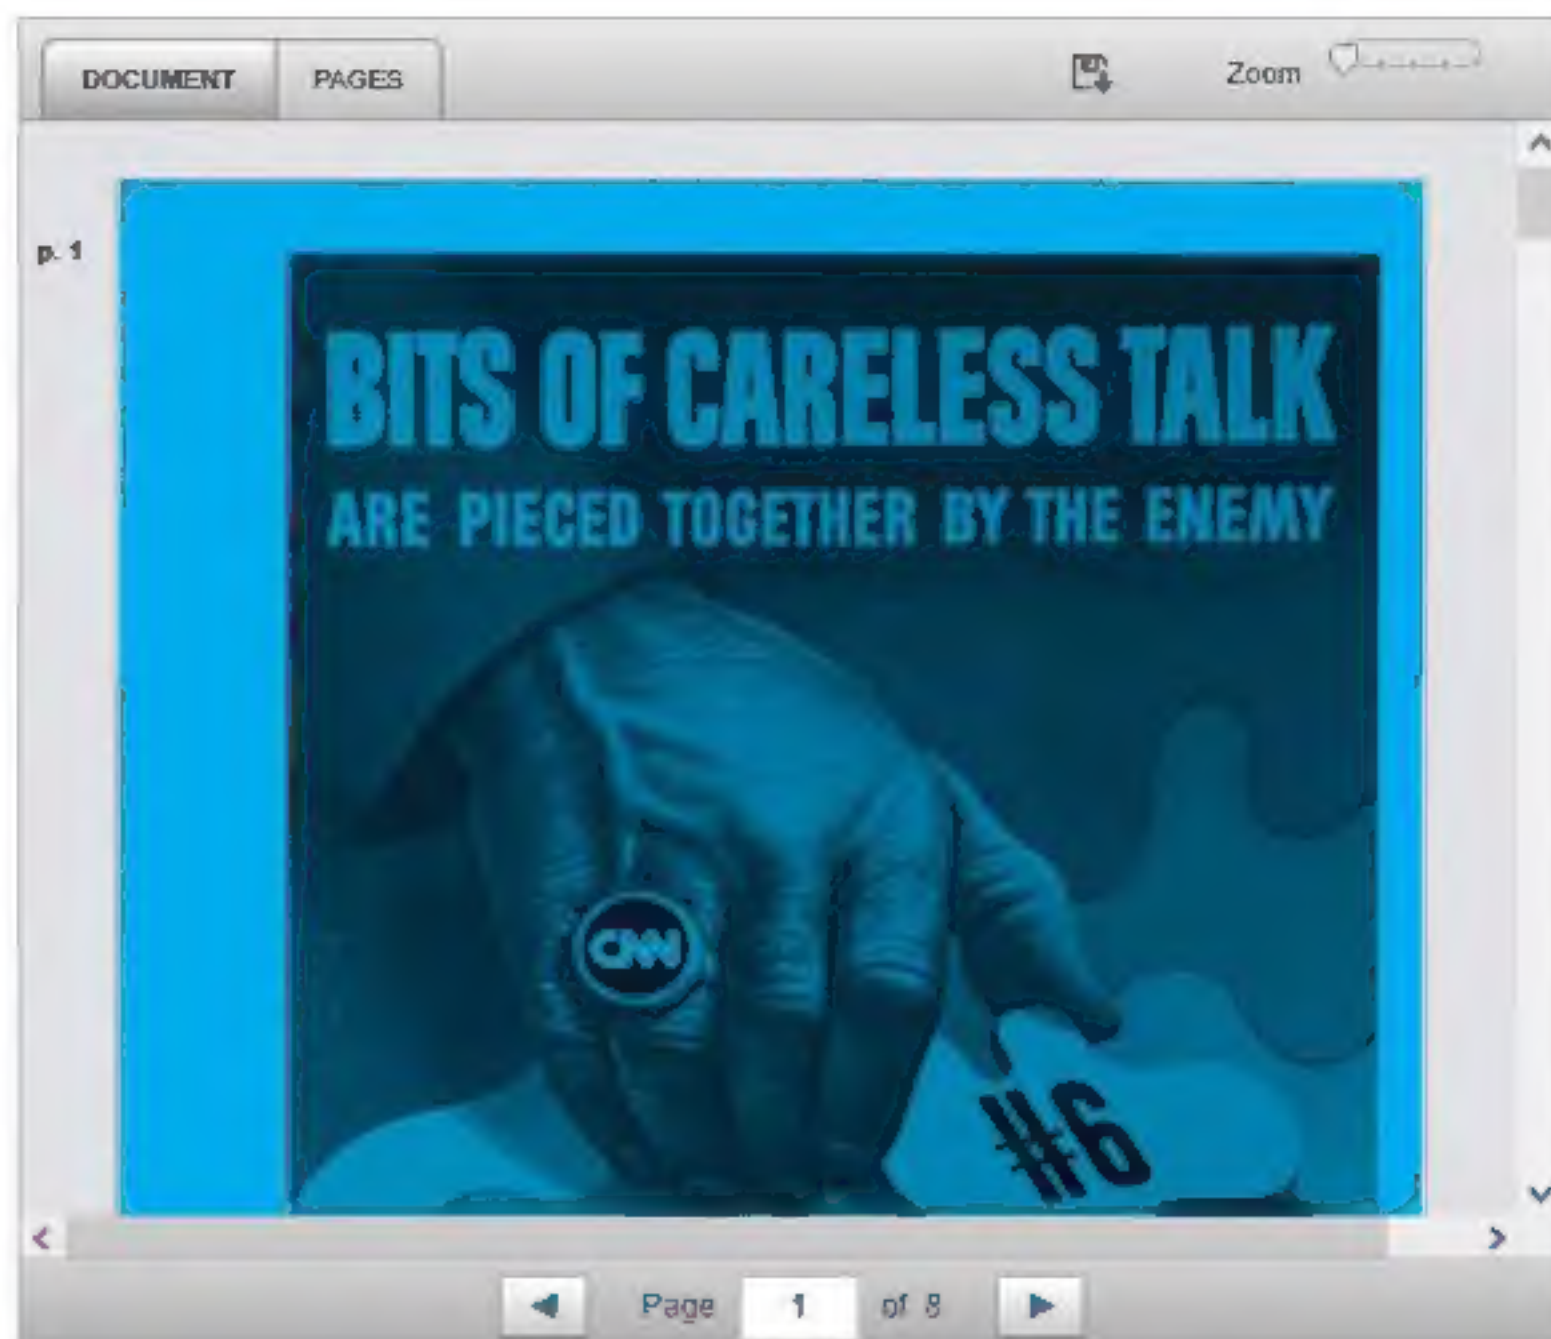 DOCUMENT PAGES Zoom
p. 1
BITS OF CARELESS TALK
ARE PIECED TOGETHER BY THE ENEMY
CNN
#6
Page 1 of 8